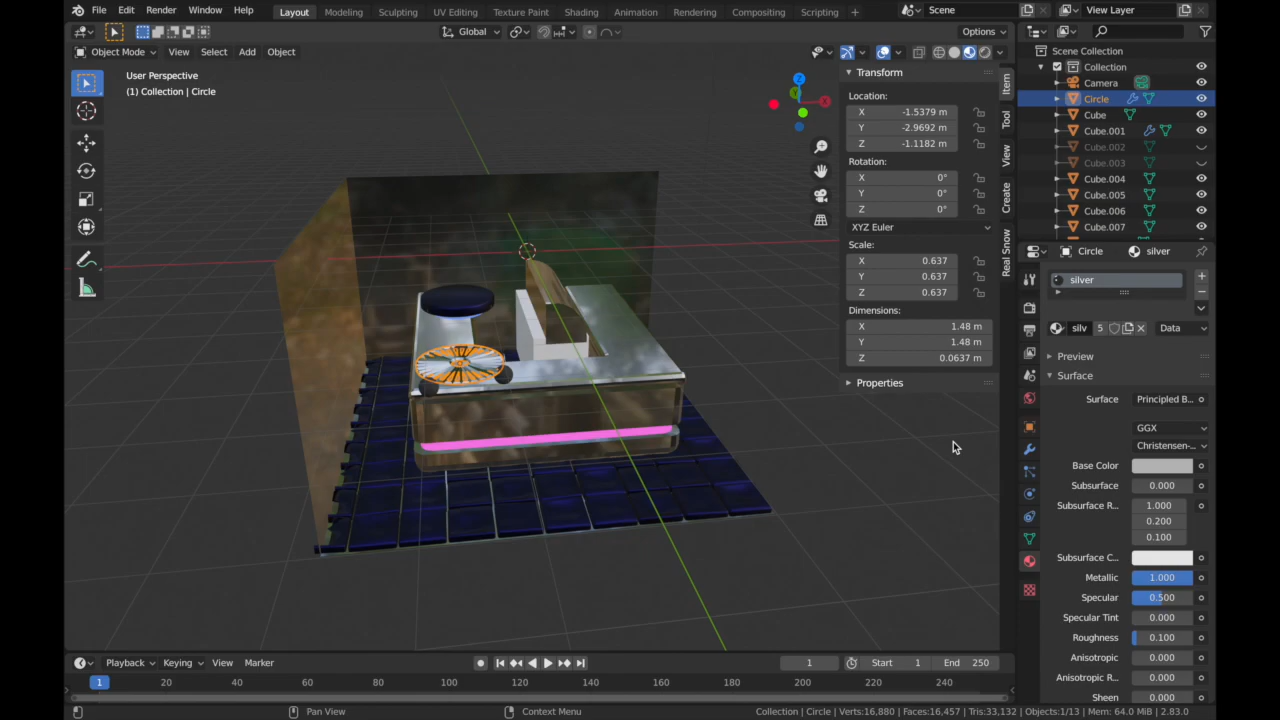 File Edit Render Window Help Layout Modeling Sculpting UV Editing Texture Paint Shading Animation Rendering Compositing Scripting + Scene View Layer
Global Options
Object Mode View Select Add Object
User Perspective
(1) Collection | Circle
Transform
Location:
X -1.5379 m
Y -2.9692 m
Z -1.1182 m
Rotation:
X 0°
Y 0°
Z 0°
XYZ Euler
Scale:
X 0.637
Y 0.637
Z 0.637
Dimensions:
X 1.48 m
Y 1.48 m
Z 0.0637 m
Properties
Item
Tool
View
Create
Real Snow
X
Y
Z
Scene Collection
Collection
Camera
Circle
Cube
Cube.001
Cube.002
Cube.003
Cube.004
Cube.005
Cube.006
Cube.007
Circle silver
silver
silv 5 Data
Preview
Surface
Surface Principled B...
GGX
Christensen-...
Base Color
Subsurface 0.000
Subsurface R... 1.000
0.200
0.100
Subsurface C...
Metallic 1.000
Specular 0.500
Specular Tint 0.000
Roughness 0.100
Anisotropic 0.000
Anisotropic R... 0.000
Sheen 0.000
Playback Keying View Marker 1 Start 1 End 250
1 20 40 60 80 100 120 140 160 180 200 220 240
Pan View Context Menu Collection | Circle | Verts:16,880 | Faces:16,457 | Tris:33,132 | Objects:1/13 | Mem: 64.0 MiB | 2.83.0